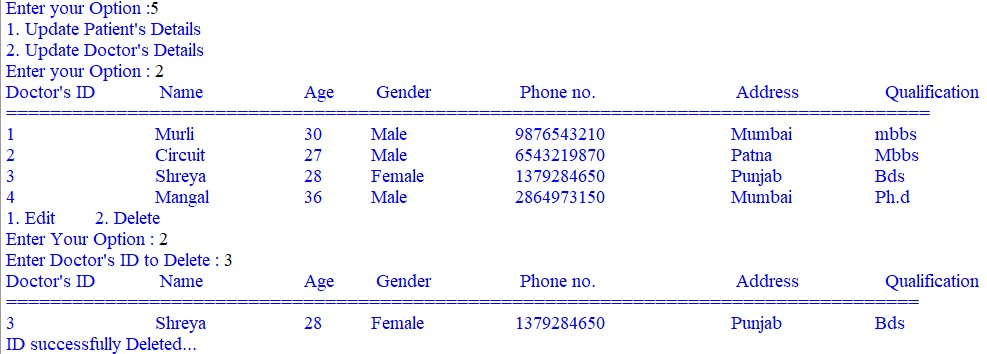 Enter your Option :5
1. Update Patient's Details
2. Update Doctor's Details
Enter your Option : 2
Doctor's ID Name Age Gender Phone no. Address Qualification
====================================================================================
1 Murli 30 Male 9876543210 Mumbai mbbs
2 Circuit 27 Male 6543219870 Patna Mbbs
3 Shreya 28 Female 1379284650 Punjab Bds
4 Mangal 36 Male 2864973150 Mumbai Ph.d
1. Edit 2. Delete
Enter Your Option : 2
Enter Doctor's ID to Delete : 3
Doctor's ID Name Age Gender Phone no. Address Qualification
===================================================================================
3 Shreya 28 Female 1379284650 Punjab Bds
ID successfully Deleted...